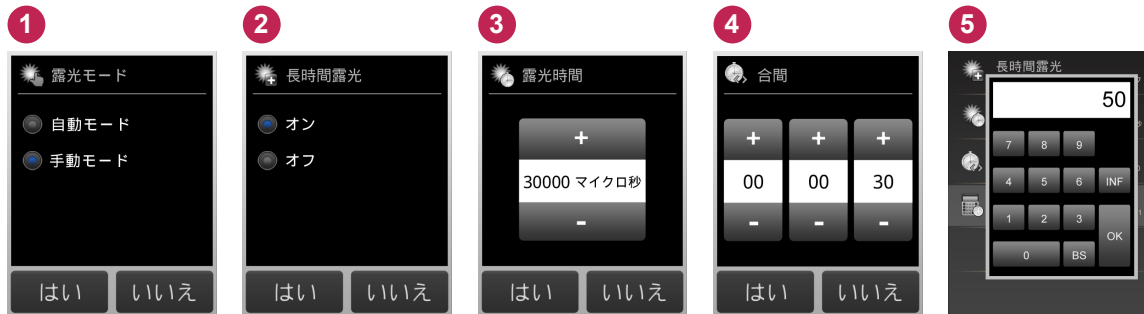 1
露光モード
自動モード
手動モード
はい いいえ
2
長時間露光
オン
オフ
はい いいえ
3
露光時間
+
30000 マイクロ秒
-
はい いいえ
4
合間
+ + +
00 00 30
- - -
はい いいえ
5
長時間露光
50
7 8 9
4 5 6 INF
1 2 3
OK
0 BS